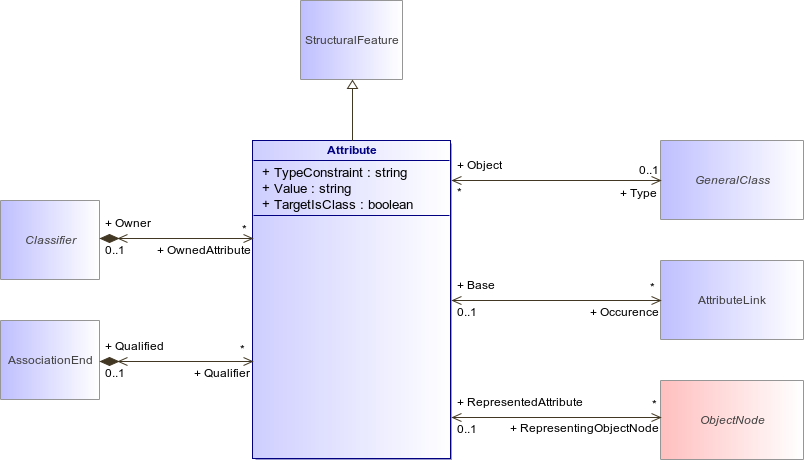 StructuralFeature
Attribute
+ TypeConstraint : string
+ Value : string
+ TargetIsClass : boolean
+ Object
*
0..1
+ Type
GeneralClass
Classifier
+ Owner
0..1
*
+ OwnedAttribute
+ Base
0..1
*
+ Occurence
AttributeLink
AssociationEnd
+ Qualified
0..1
*
+ Qualifier
+ RepresentedAttribute
0..1
*
+ RepresentingObjectNode
ObjectNode